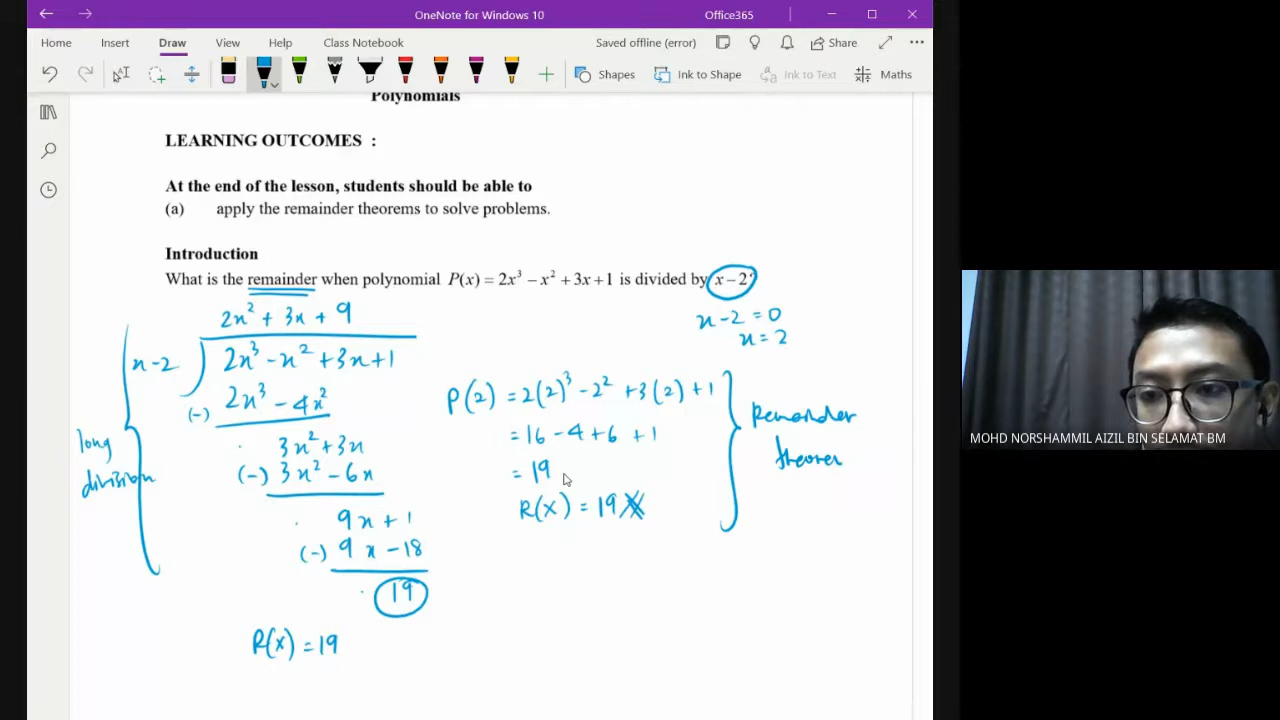 OneNote for Windows 10
Office365
Home Insert Draw View Help Class Notebook
Saved offline (error)
Share
Shapes
Ink to Shape
Ink to Text
Maths
Polynomials
LEARNING OUTCOMES :
At the end of the lesson, students should be able to
(a) apply the remainder theorems to solve problems.
Introduction
What is the remainder when polynomial P(x) = 2x³ − x² + 3x + 1 is divided by x − 2?
x − 2 = 0
x = 2
long
division
2x² + 3x + 9
x − 2 ) 2x³ − x² + 3x + 1
(−) 2x³ − 4x²
3x² + 3x
(−) 3x² − 6x
9x + 1
(−) 9x − 18
19
R(x) = 19
P(2) = 2(2)³ − 2² + 3(2) + 1
= 16 − 4 + 6 + 1
= 19
R(x) = 19
Remainder
theorem
MOHD NORSHAMMIL AIZIL BIN SELAMAT BM